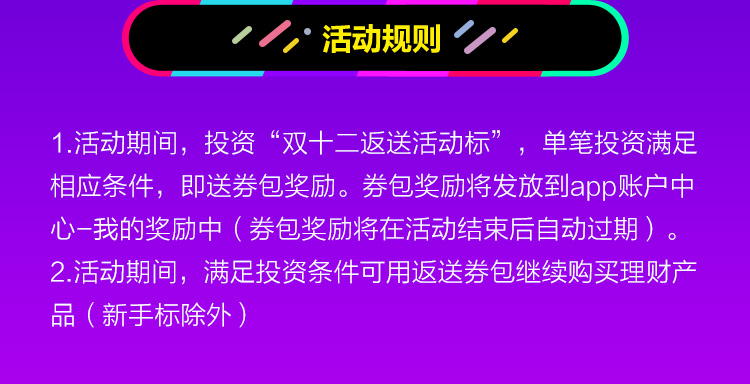 活动规则
1.活动期间，投资“双十二返送活动标”，单笔投资满足
相应条件，即送券包奖励。券包奖励将发放到app账户中
心-我的奖励中（券包奖励将在活动结束后自动过期）。
2.活动期间，满足投资条件可用返送券包继续购买理财产
品（新手标除外）